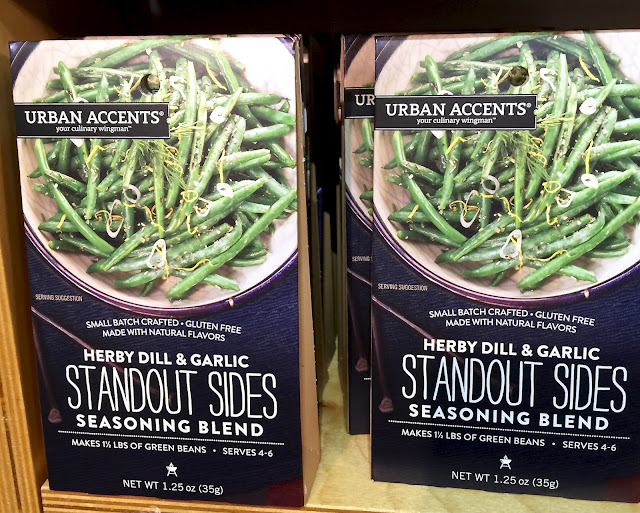 URBAN ACCENTS®
your culinary wingman™
SERVING SUGGESTION
SMALL BATCH CRAFTED • GLUTEN FREE
MADE WITH NATURAL FLAVORS
HERBY DILL & GARLIC
STANDOUT SIDES
SEASONING BLEND
MAKES 1½ LBS OF GREEN BEANS • SERVES 4-6
NET WT 1.25 oz (35g)
URBAN ACCENTS®
your culinary wingman™
SERVING SUGGESTION
SMALL BATCH CRAFTED • GLUTEN FREE
MADE WITH NATURAL FLAVORS
HERBY DILL & GARLIC
STANDOUT SIDES
SEASONING BLEND
MAKES 1½ LBS OF GREEN BEANS • SERVES 4-6
NET WT 1.25 oz (35g)